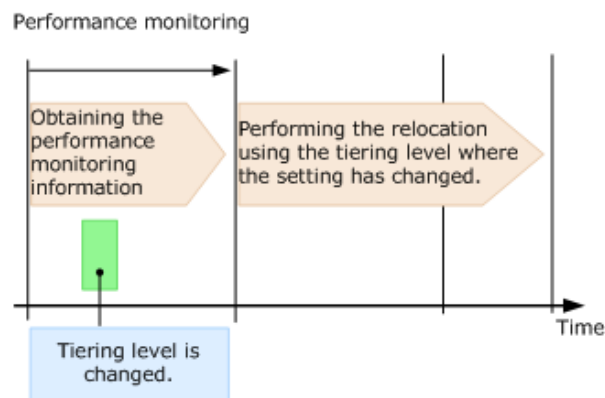 Performance monitoring
Obtaining the
performance
monitoring
information
Performing the relocation
using the tiering level where
the setting has changed.
Time
Tiering level is
changed.